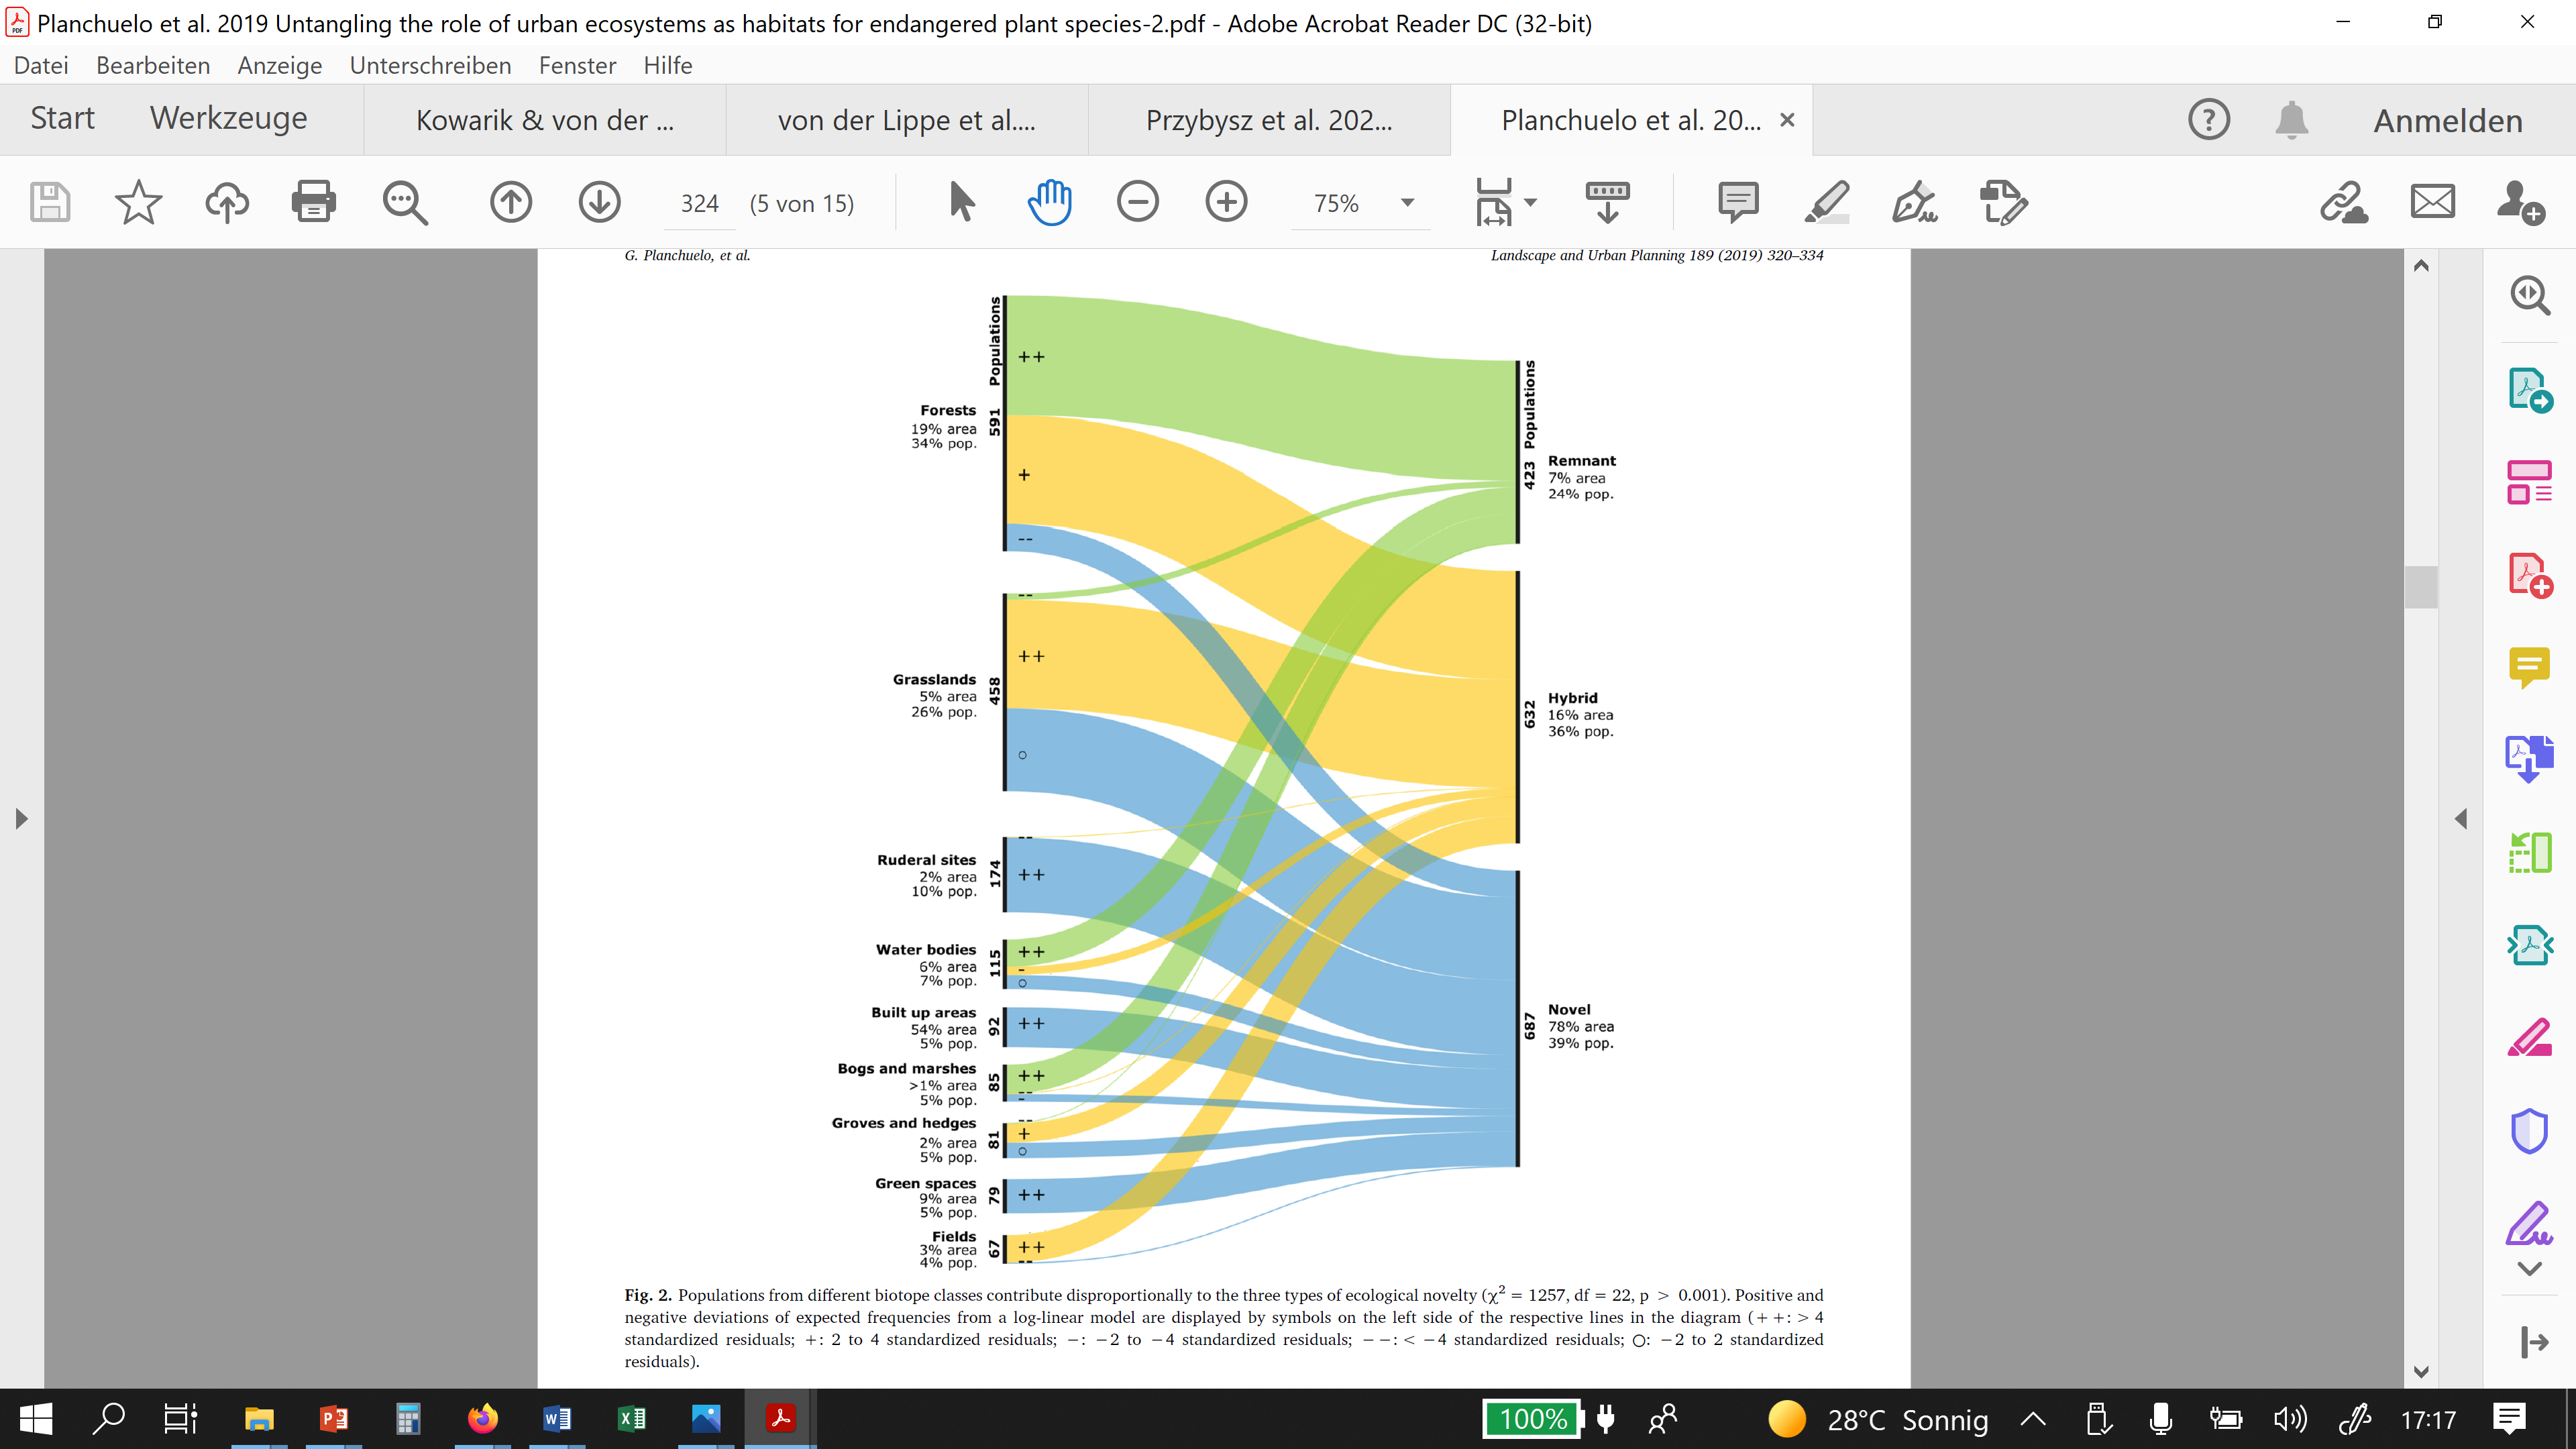 Planchuelo et al. 2019 Untangling the role of urban ecosystems as habitats for endangered plant species-2.pdf - Adobe Acrobat Reader DC (32-bit)
Datei Bearbeiten Anzeige Unterschreiben Fenster Hilfe
Start Werkzeuge Kowarik & von der ... von der Lippe et al.... Przybysz et al. 202... Planchuelo et al. 20... Anmelden
324 (5 von 15) 75%
G. Planchuelo, et al. Landscape and Urban Planning 189 (2019) 320–334
Populations
Forests
19% area
34% pop.
591
++
+
--
Grasslands
5% area
26% pop.
458
--
++
○
Ruderal sites
2% area
10% pop.
174
--
++
Water bodies
6% area
7% pop.
115
++
-
○
Built up areas
54% area
5% pop.
92
++
Bogs and marshes
>1% area
5% pop.
85
++
--
-
Groves and hedges
2% area
5% pop.
81
--
+
○
Green spaces
9% area
5% pop.
79
++
Fields
3% area
4% pop.
67
++
--
Populations
423
Remnant
7% area
24% pop.
632
Hybrid
16% area
36% pop.
687
Novel
78% area
39% pop.
Fig. 2. Populations from different biotope classes contribute disproportionally to the three types of ecological novelty (χ² = 1257, df = 22, p > 0.001). Positive and
negative deviations of expected frequencies from a log-linear model are displayed by symbols on the left side of the respective lines in the diagram (++: > 4
standardized residuals; +: 2 to 4 standardized residuals; −: −2 to −4 standardized residuals; −−: < −4 standardized residuals; ○: −2 to 2 standardized
residuals).
100% 28°C Sonnig 17:17